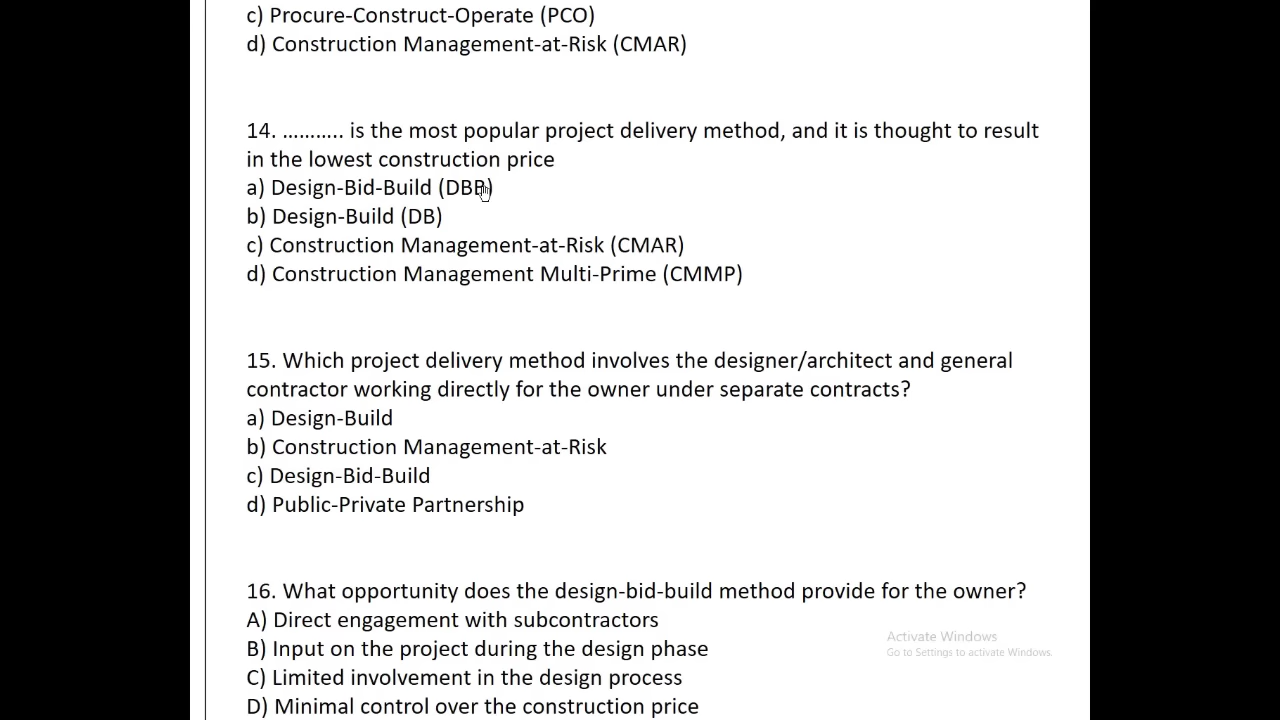 c) Procure-Construct-Operate (PCO)
d) Construction Management-at-Risk (CMAR)
14. ……….. is the most popular project delivery method, and it is thought to result
in the lowest construction price
a) Design-Bid-Build (DBB)
b) Design-Build (DB)
c) Construction Management-at-Risk (CMAR)
d) Construction Management Multi-Prime (CMMP)
15. Which project delivery method involves the designer/architect and general
contractor working directly for the owner under separate contracts?
a) Design-Build
b) Construction Management-at-Risk
c) Design-Bid-Build
d) Public-Private Partnership
16. What opportunity does the design-bid-build method provide for the owner?
A) Direct engagement with subcontractors
B) Input on the project during the design phase
C) Limited involvement in the design process
D) Minimal control over the construction price
Activate Windows
Go to Settings to activate Windows.